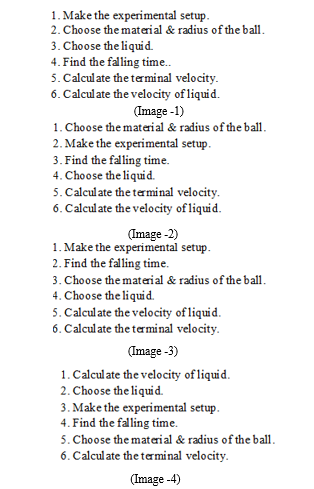 1. Make the experimental setup.
2. Choose the material & radius of the ball.
3. Choose the liquid.
4. Find the falling time..
5. Calculate the terminal velocity.
6. Calculate the velocity of liquid.
(Image -1)
1. Choose the material & radius of the ball.
2. Make the experimental setup.
3. Find the falling time.
4. Choose the liquid.
5. Calculate the terminal velocity.
6. Calculate the velocity of liquid.
(Image -2)
1. Make the experimental setup.
2. Find the falling time.
3. Choose the material & radius of the ball.
4. Choose the liquid.
5. Calculate the velocity of liquid.
6. Calculate the terminal velocity.
(Image -3)
1. Calculate the velocity of liquid.
2. Choose the liquid.
3. Make the experimental setup.
4. Find the falling time.
5. Choose the material & radius of the ball.
6. Calculate the terminal velocity.
(Image -4)